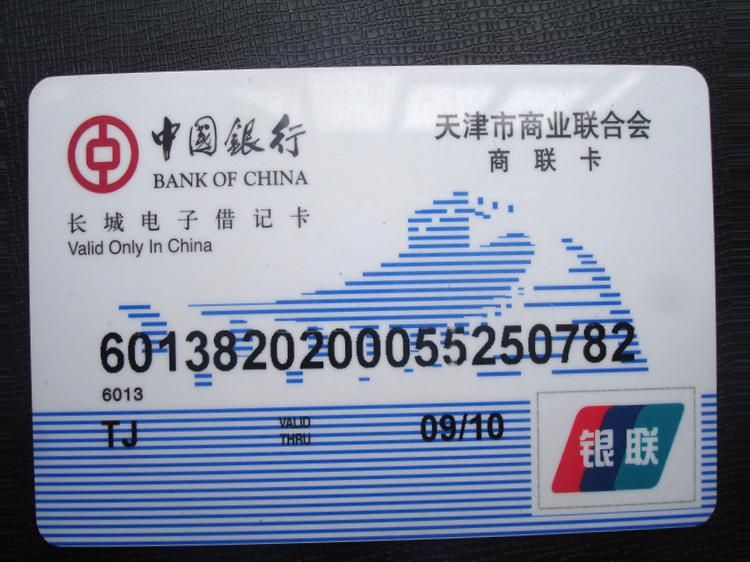 中国銀行
BANK OF CHINA
天津市商业联合会
商联卡
长城电子借记卡
Valid Only In China
6013820200055250782
6013
TJ
VALID THRU
09/10
银联